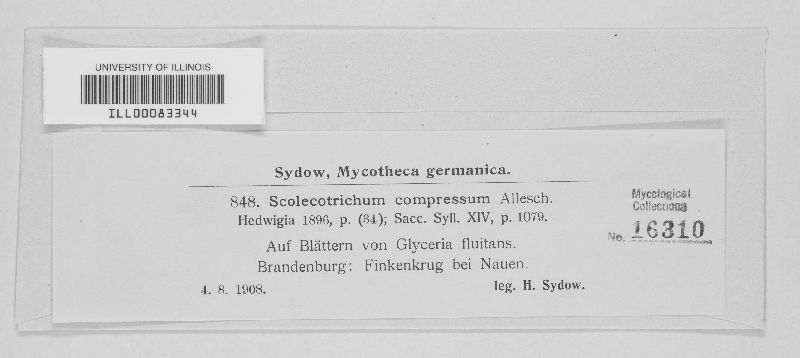 UNIVERSITY OF ILLINOIS
ILL00083344
Sydow, Mycotheca germanica.
848. Scolecotrichum compressum Allesch.
Hedwigia 1896, p. (34); Sacc. Syll. XIV, p. 1079.
Auf Blättern von Glyceria fluitans.
Brandenburg: Finkenkrug bei Nauen.
4. 8. 1908. leg. H. Sydow.
Mycological
Collections
No. 16310